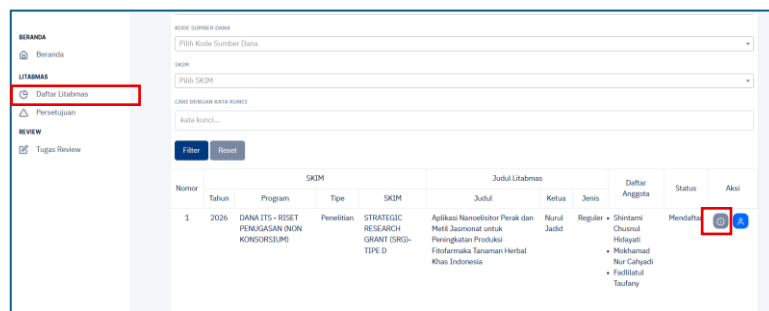 BERANDA
Beranda
LITABMAS
Daftar Litabmas
Persetujuan
REVIEW
Tugas Review
KODE SUMBER DANA
Pilih Kode Sumber Dana
SKIM
Pilih SKIM
CARI DENGAN KATA KUNCI
kata kunci...
Filter Reset
Nomor SKIM Judul Litabmas Daftar Anggota Status Aksi
Tahun Program Tipe SKIM Judul Ketua Jenis
1 2026 DANA ITS - RISET Penelitian STRATEGIC Aplikasi Nanoelisitor Perak dan Nurul Reguler • Shintami Mendaftar
PENUGASAN (NON RESEARCH Metil Jasmonat untuk Jadid Chusnul
KONSORSIUM) GRANT (SRG)- Peningkatan Produksi Hidayati
TIPE D Fitofarmaka Tanaman Herbal • Mokhamad
Khas Indonesia Nur Cahyadi
• Fadlilatul
Taufany